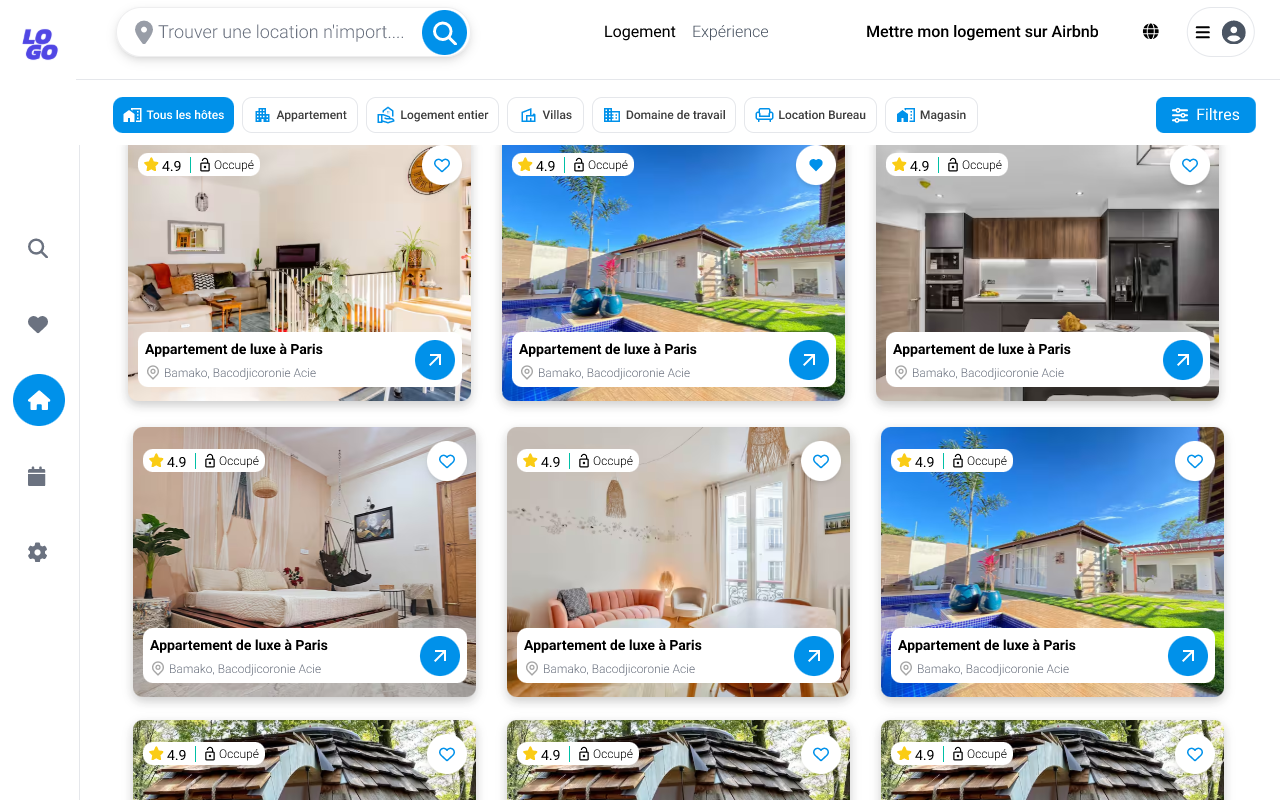 LO
GO
Trouver une location n'import....
Logement
Expérience
Mettre mon logement sur Airbnb
Tous les hôtes
Appartement
Logement entier
Villas
Domaine de travail
Location Bureau
Magasin
Filtres
4.9 Occupé
4.9 Occupé
4.9 Occupé
Appartement de luxe à Paris
Bamako, Bacodjicoronie Acie
Appartement de luxe à Paris
Bamako, Bacodjicoronie Acie
Appartement de luxe à Paris
Bamako, Bacodjicoronie Acie
4.9 Occupé
4.9 Occupé
4.9 Occupé
Appartement de luxe à Paris
Bamako, Bacodjicoronie Acie
Appartement de luxe à Paris
Bamako, Bacodjicoronie Acie
Appartement de luxe à Paris
Bamako, Bacodjicoronie Acie
4.9 Occupé
4.9 Occupé
4.9 Occupé